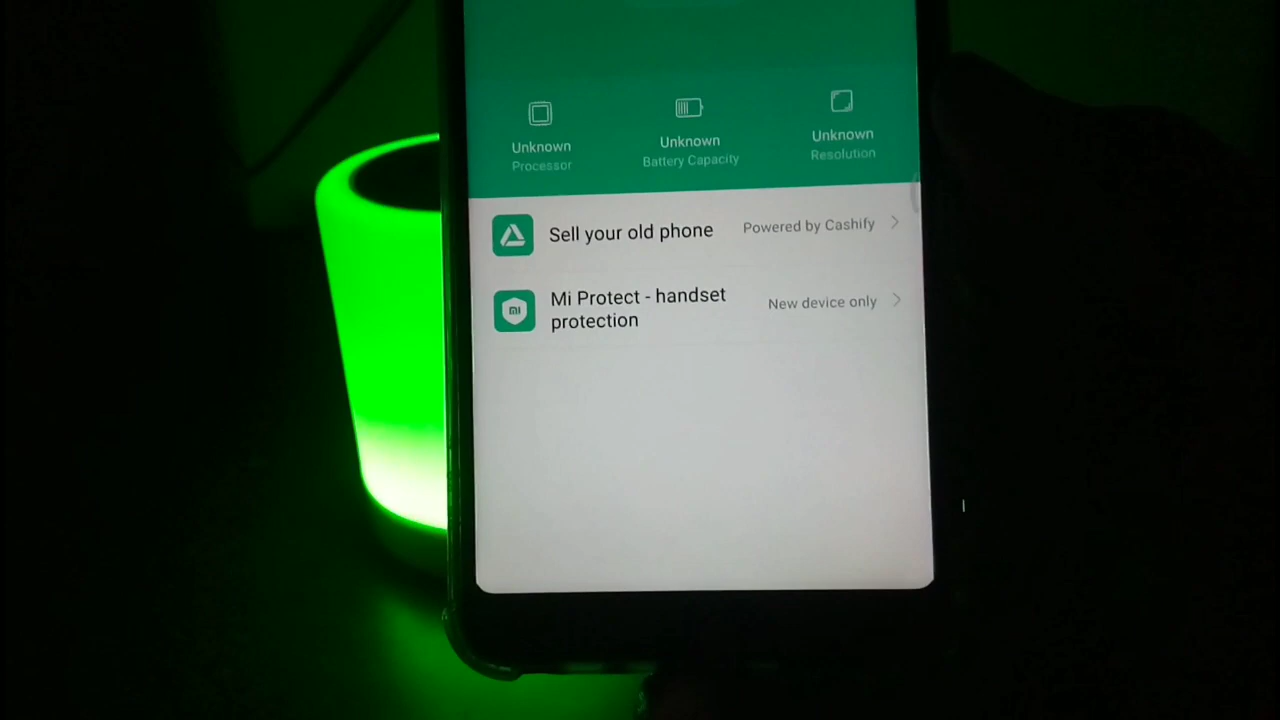 Unknown
Processor
Unknown
Battery Capacity
Unknown
Resolution
Sell your old phone
Powered by Cashify
mi
Mi Protect - handset
protection
New device only